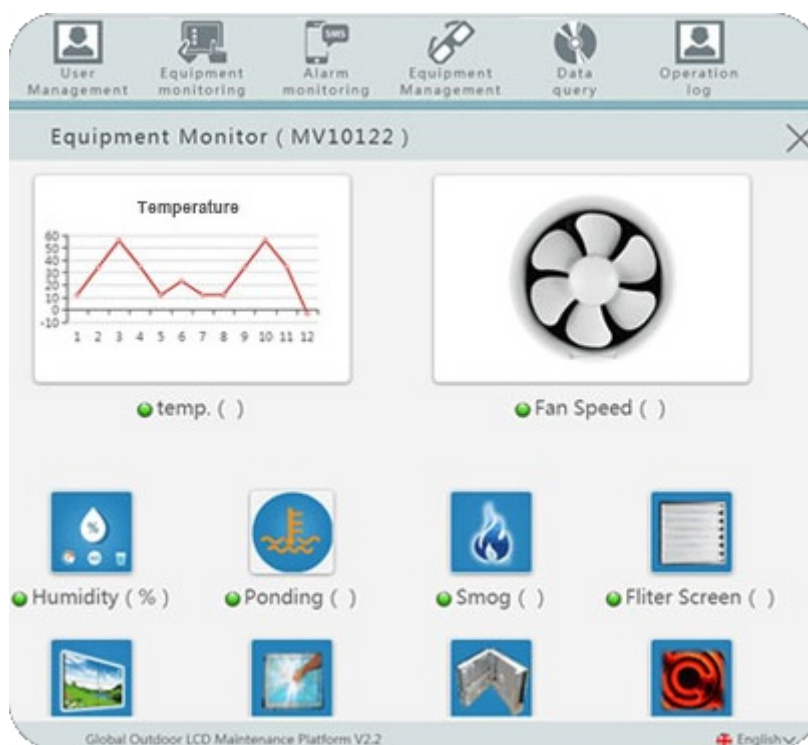 SMS
User
Management
Equipment
monitoring
Alarm
monitoring
Equipment
Management
Data
query
Operation
log
Equipment Monitor ( MV10122 )
Temperature
60
50
40
30
20
10
0
-10
1 2 3 4 5 6 7 8 9 10 11 12
temp. ( )
Fan Speed ( )
%
Humidity ( % )
Ponding ( )
Smog ( )
Fliter Screen ( )
Global Outdoor LCD Maintenance Platform V2.2
English